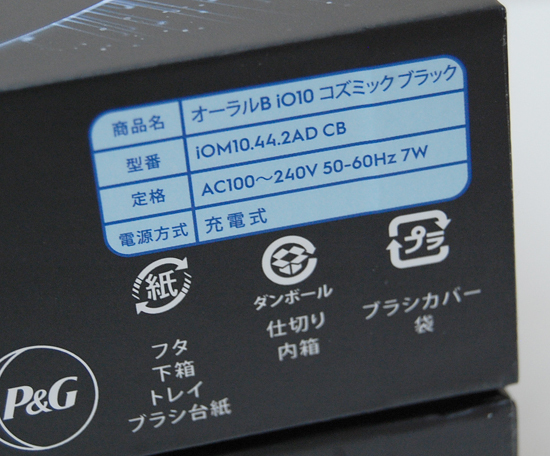 商品名 オーラルB iO10 コズミック ブラック
型番 iOM10.44.2AD CB
定格 AC100～240V 50-60Hz 7W
電源方式 充電式
紙
フタ
下箱
トレイ
ブラシ台紙
ダンボール
仕切り
内箱
プラ
ブラシカバー
袋
P&G